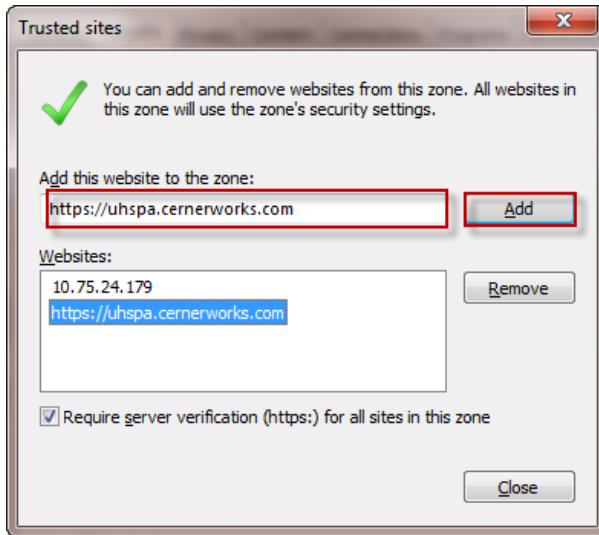 Trusted sites
You can add and remove websites from this zone. All websites in
this zone will use the zone's security settings.
Add this website to the zone:
https://uhspa.cernerworks.com
Add
Websites:
10.75.24.179
https://uhspa.cernerworks.com
Remove
Require server verification (https:) for all sites in this zone
Close